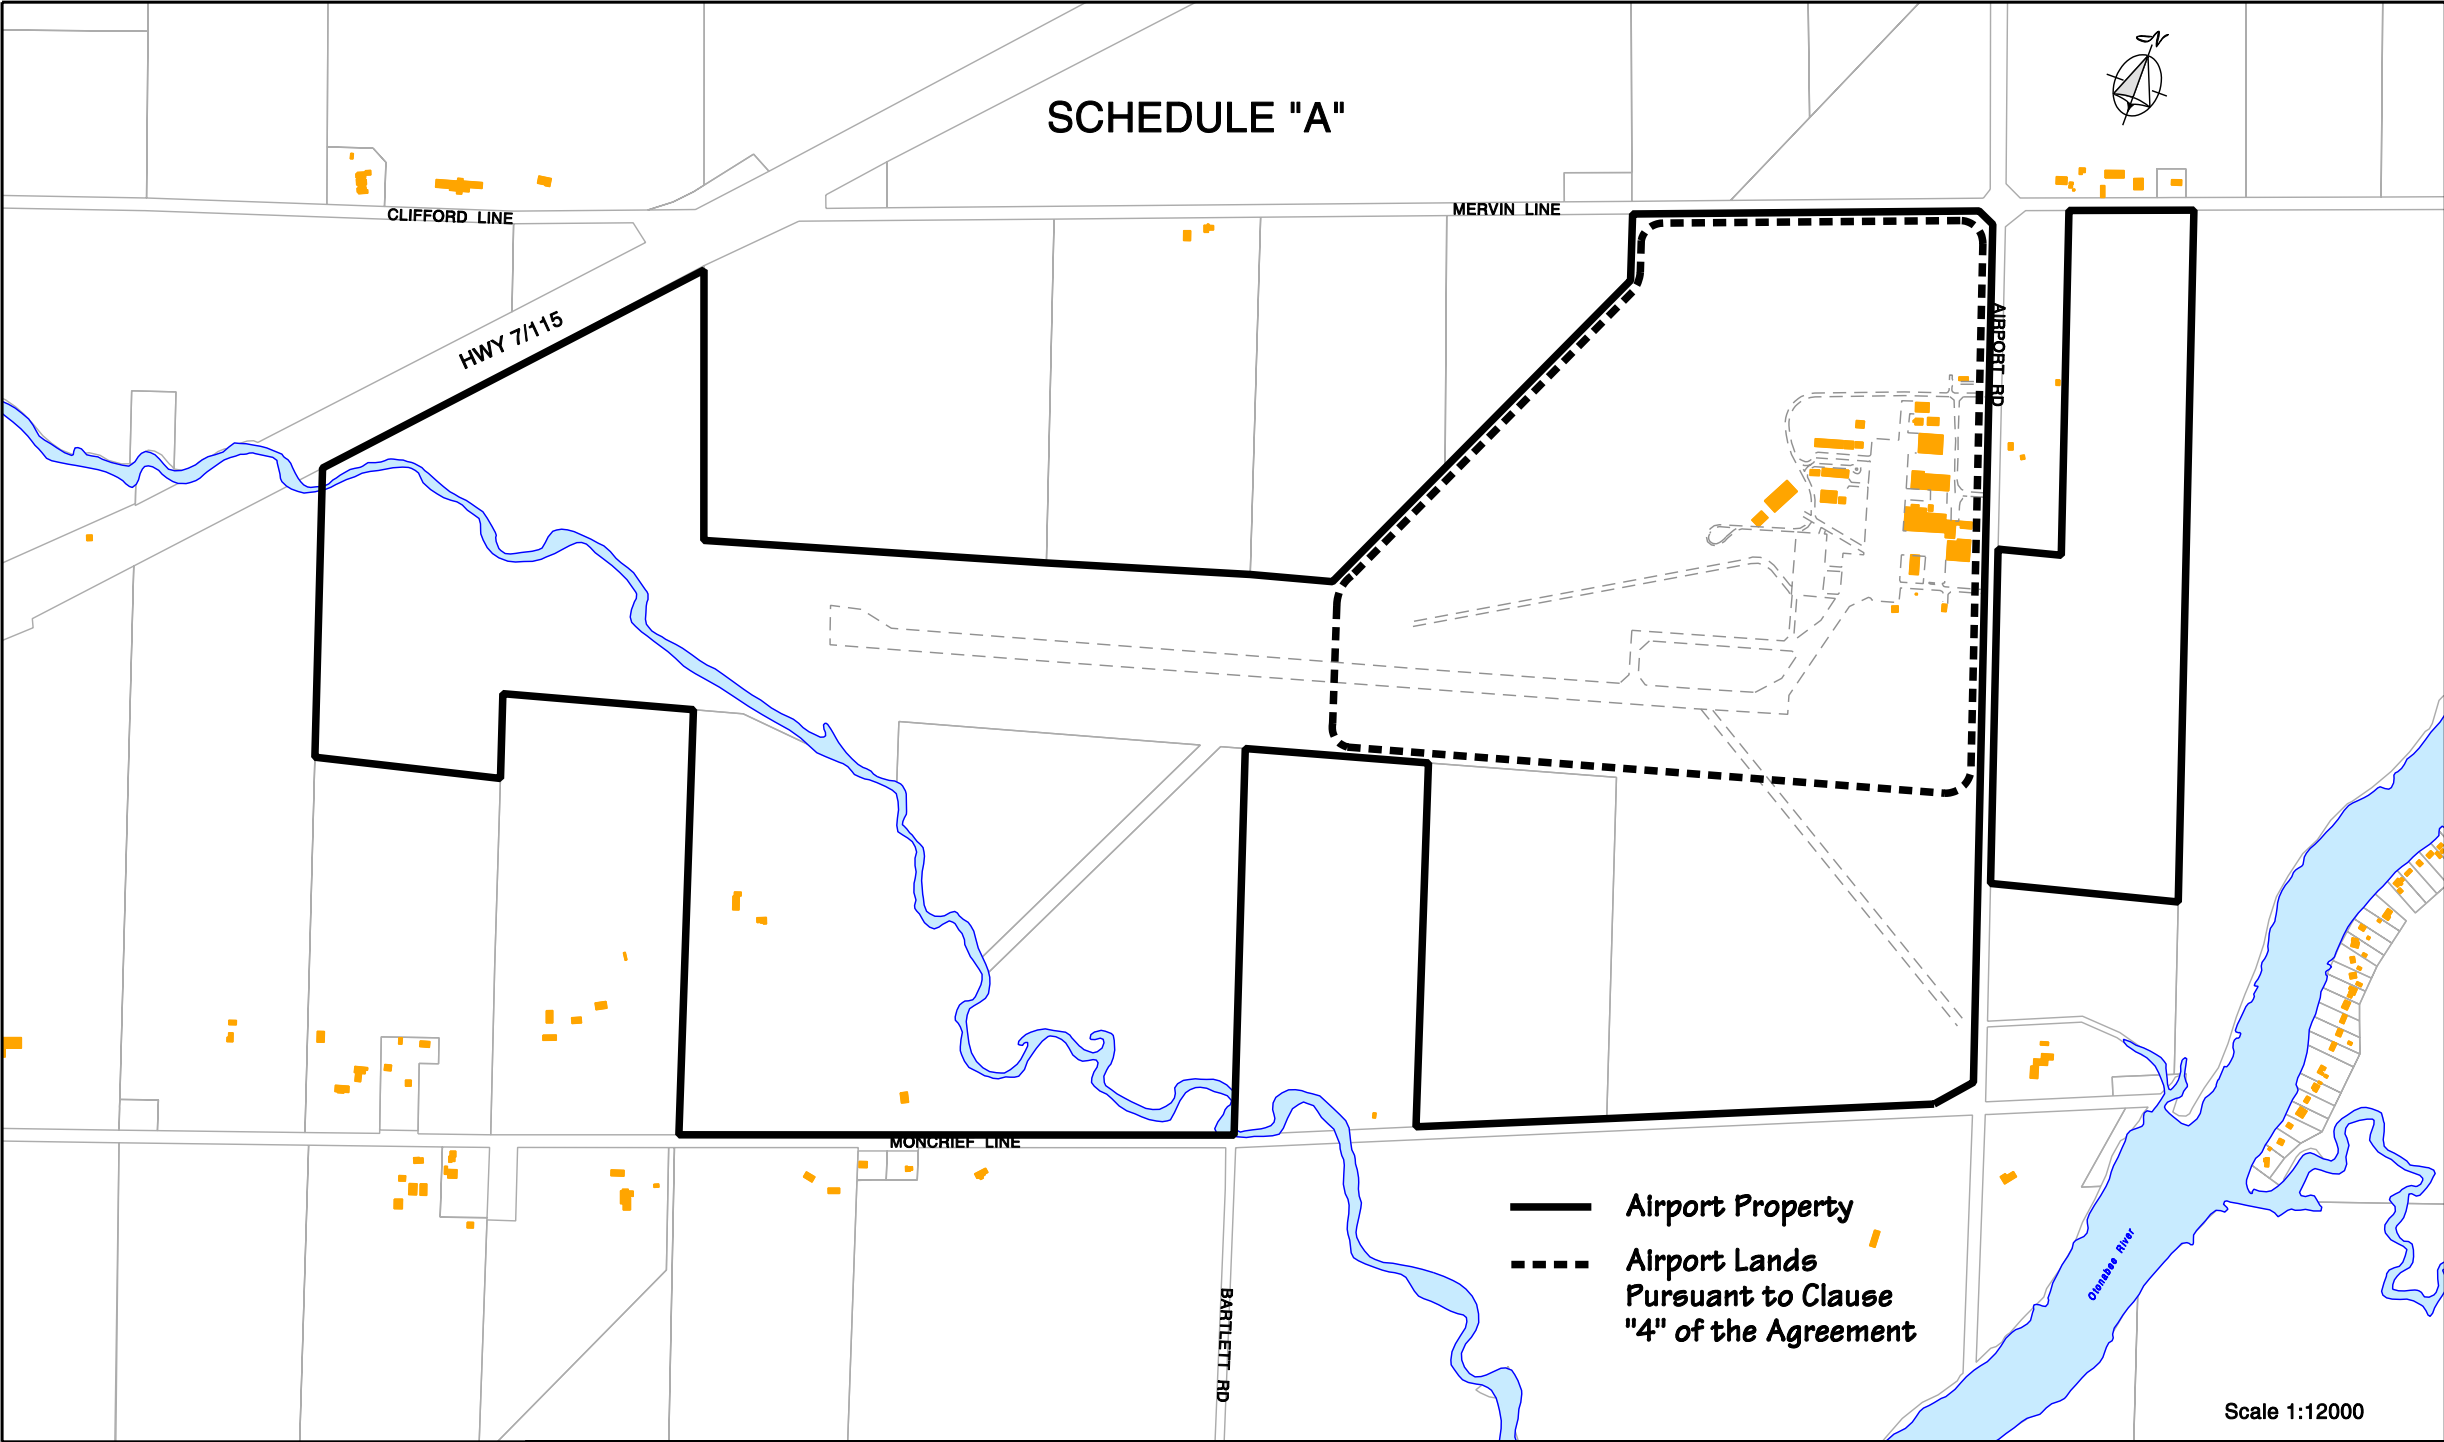 N
SCHEDULE "A"
CLIFFORD LINE
MERVIN LINE
HWY 7/115
AIRPORT RD
MONCRIEF LINE
BARTLETT RD
Airport Property
Airport Lands
Pursuant to Clause
"4" of the Agreement
Otonabee River
Scale 1:12000